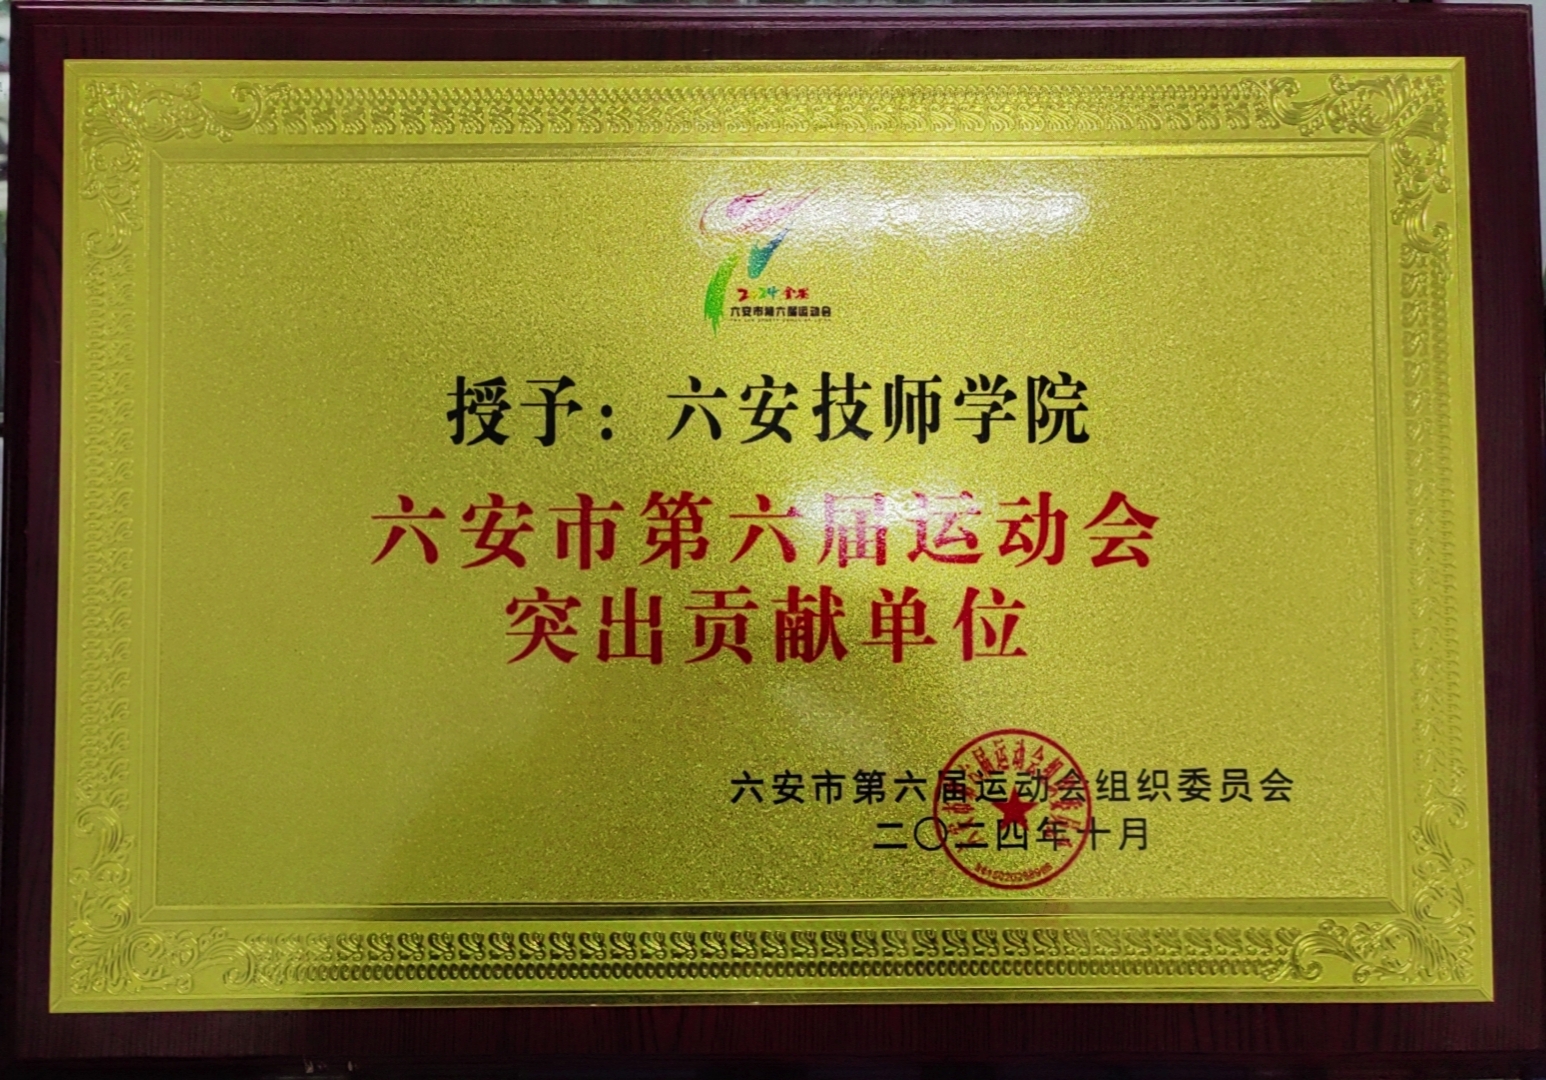 六安市第六届运动会
授予：六安技师学院
六安市第六届运动会
突出贡献单位
六安市第六届运动会组织委员会
二〇二四年十月